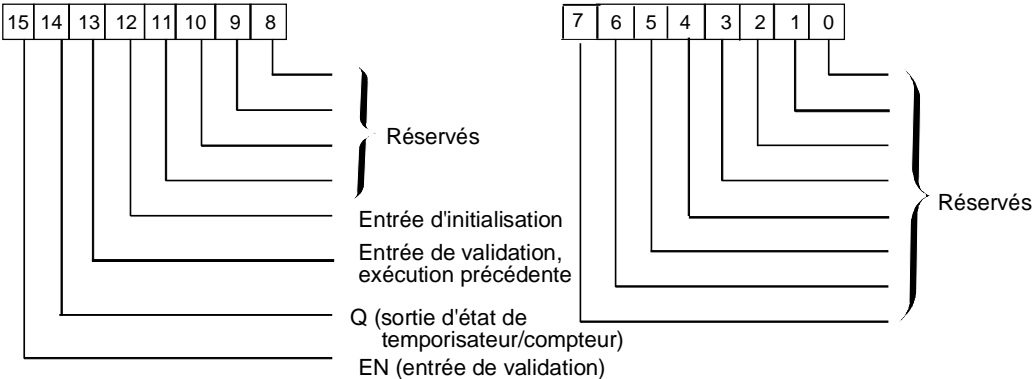 15 14 13 12 11 10 9 8
7 6 5 4 3 2 1 0
Réservés
Entrée d'initialisation
Entrée de validation,
exécution précédente
Q (sortie d'état de
temporisateur/compteur)
EN (entrée de validation)
Réservés